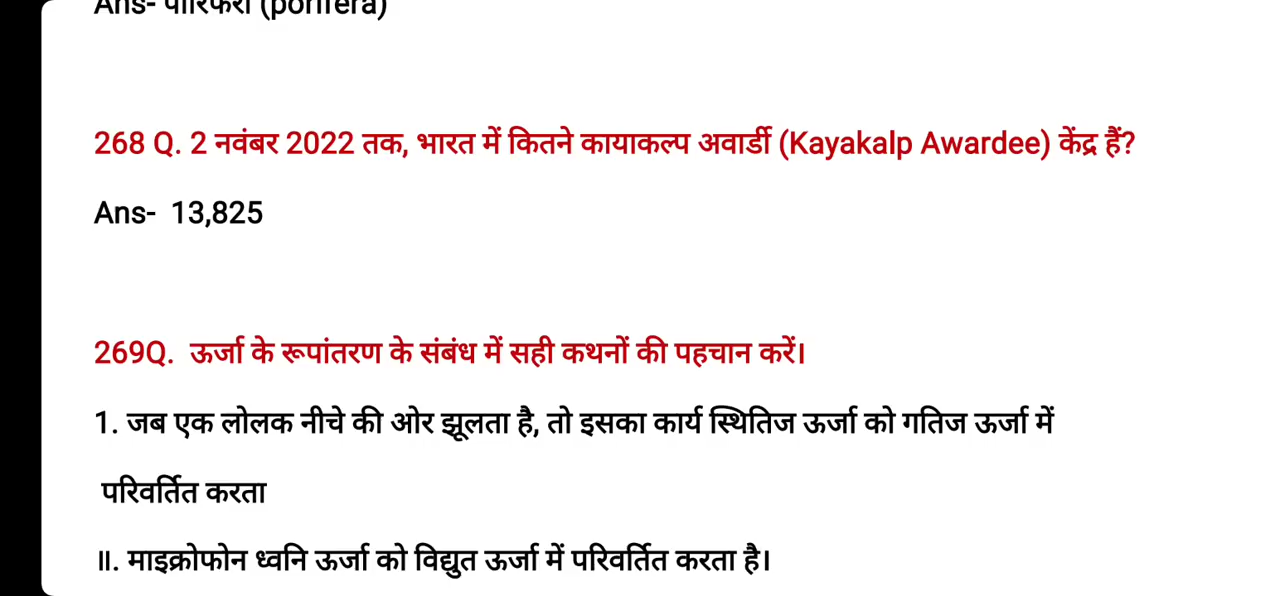 Ans- पोरिफेरा (porifera)
268 Q. 2 नवंबर 2022 तक, भारत में कितने कायाकल्प अवार्डी (Kayakalp Awardee) केंद्र हैं?
Ans- 13,825
269Q. ऊर्जा के रूपांतरण के संबंध में सही कथनों की पहचान करें।
1. जब एक लोलक नीचे की ओर झूलता है, तो इसका कार्य स्थितिज ऊर्जा को गतिज ऊर्जा में
परिवर्तित करता
II. माइक्रोफोन ध्वनि ऊर्जा को विद्युत ऊर्जा में परिवर्तित करता है।